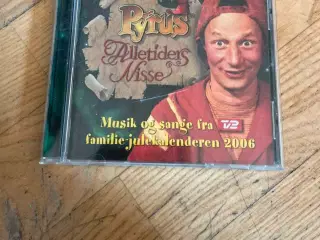 Pyrus
Alletiders
Nisse
Musik og sange fra TV2
familie-julekalenderen 2006